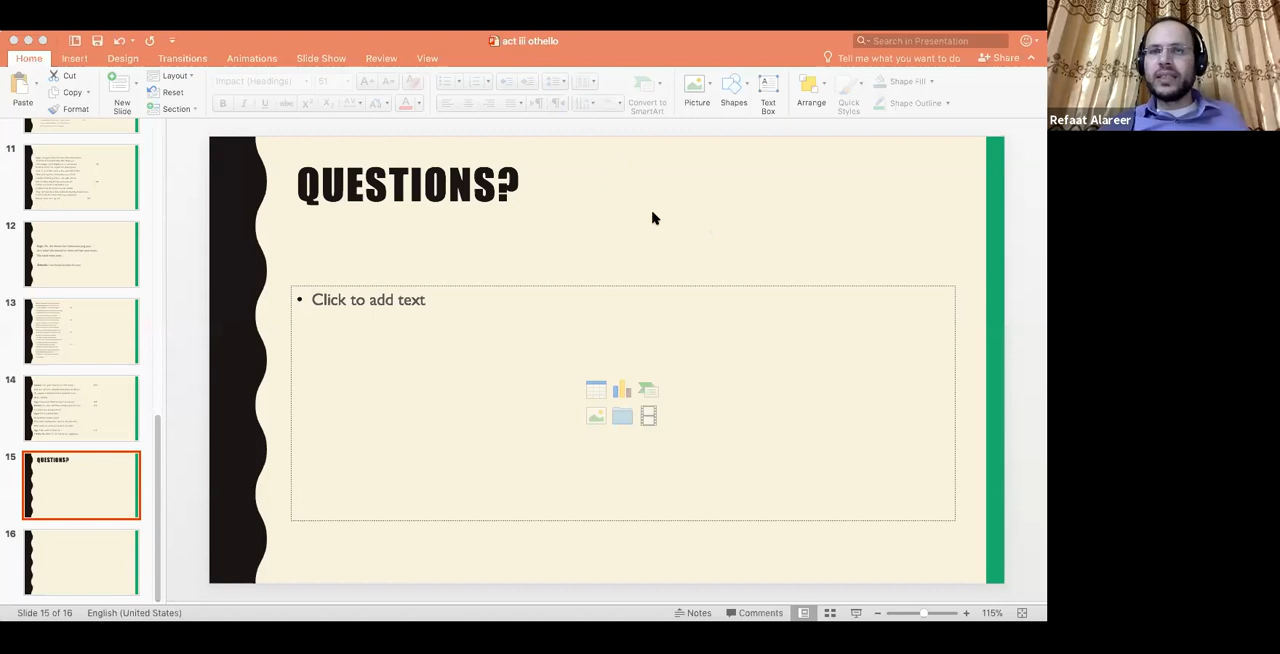 act iii othello
Search in Presentation
Home
Insert
Design
Transitions
Animations
Slide Show
Review
View
Tell me what you want to do
Share
Paste
Cut
Copy
Format
New
Slide
Layout
Reset
Section
Impact (Headings)
51
Convert to
SmartArt
Picture
Shapes
Text
Box
Arrange
Quick
Styles
Shape Fill
Shape Outline
Refaat Alareer
11
12
13
14
15
QUESTIONS?
16
QUESTIONS?
• Click to add text
Slide 15 of 16
English (United States)
Notes
Comments
115%